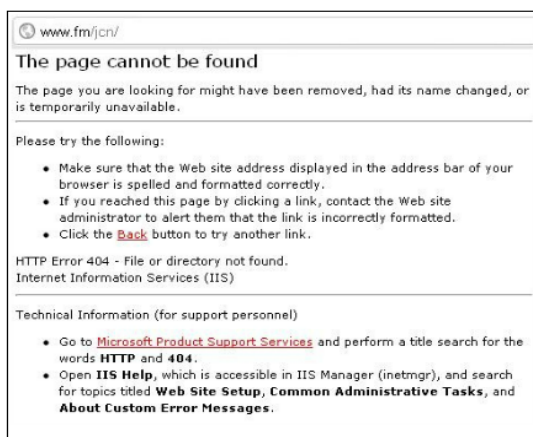 www.fm/jcn/
The page cannot be found
The page you are looking for might have been removed, had its name changed, or
is temporarily unavailable.
Please try the following:
• Make sure that the Web site address displayed in the address bar of your
browser is spelled and formatted correctly.
• If you reached this page by clicking a link, contact the Web site
administrator to alert them that the link is incorrectly formatted.
• Click the Back button to try another link.
HTTP Error 404 - File or directory not found.
Internet Information Services (IIS)
Technical Information (for support personnel)
• Go to Microsoft Product Support Services and perform a title search for the
words HTTP and 404.
• Open IIS Help, which is accessible in IIS Manager (inetmgr), and search
for topics titled Web Site Setup, Common Administrative Tasks, and
About Custom Error Messages.